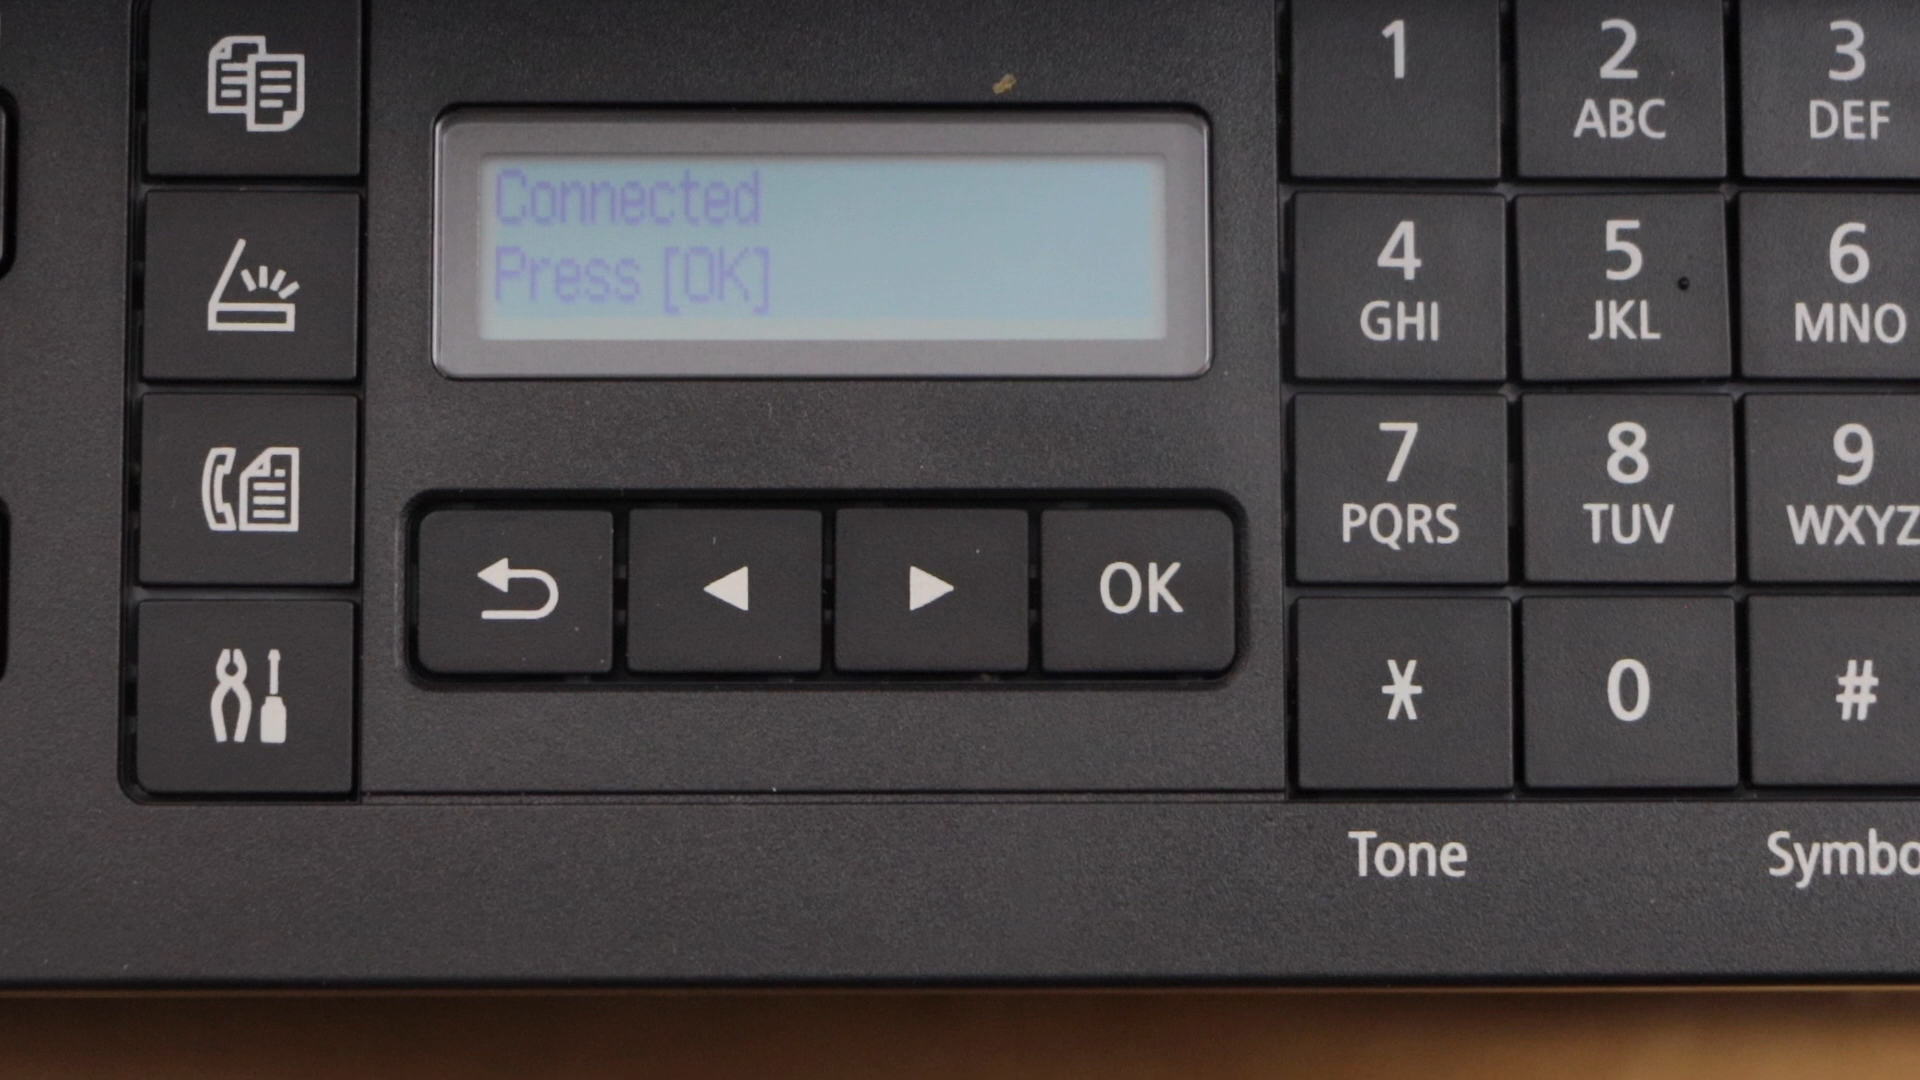 Connected
Press [OK]
OK
1
2
ABC
3
DEF
4
GHI
5
JKL
6
MNO
7
PQRS
8
TUV
9
WXYZ
*
0
#
Tone
Symbo